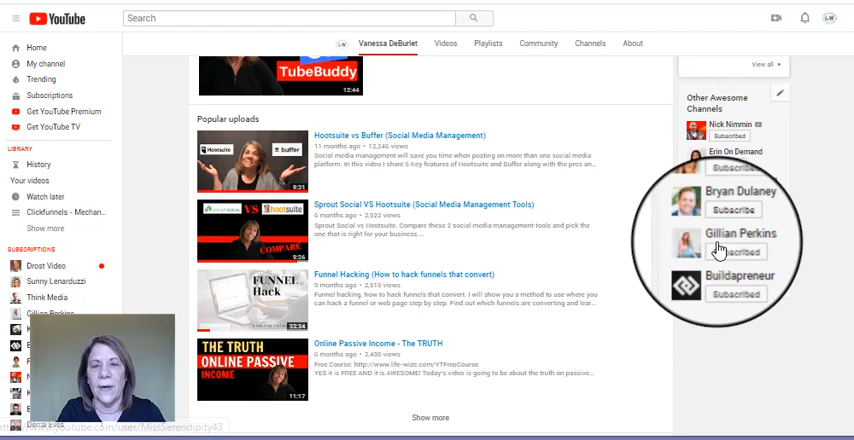 YouTube
Search
L-W
L-W
Vanessa DeBurlet
Videos
Playlists
Community
Channels
About
Home
My channel
Trending
Subscriptions
Get YouTube Premium
Get YouTube TV
LIBRARY
History
Your videos
Watch later
Clickfunnels - Mechan...
Show more
SUBSCRIPTIONS
Drost Video
Sunny Lenarduzzi
Think Media
Gillian Perkins
Derral Eves
https://www.youtube.com/user/MissSerendipity43
TubeBuddy
12:44
Popular uploads
Hootsuite
buffer
9:31
Hootsuite vs Buffer (Social Media Management)
11 months ago • 12,246 views
Social media management will save you time when posting on more than one social media
platform. In this video I share 5 Key features of Hootsuite and Buffer along with the pros an...
VS
Hootsuite
COMPARE
9:26
Sprout Social VS Hootsuite (Social Media Management Tools)
6 months ago • 2,922 views
Sprout Social vs Hootsuite. Compare these 2 social media management tools and pick the
one that is right for your business....
FUNNEL
Hack
33:34
Funnel Hacking (How to hack funnels that convert)
9 months ago • 2,515 views
Funnel hacking, how to hack funnels that convert. I will show you a method to use where you
can hack a funnel or web page step by step. Find out which funnels are converting and lear...
THE TRUTH
ONLINE PASSIVE
INCOME
11:17
Online Passive Income - The TRUTH
6 months ago • 2,490 views
Free Course: http://www.life-wize.com/YTFreeCourse
YES it is FREE and it is AWESOME! Today's video is going to be about the truth on passive...
Show more
View all
Other Awesome
Channels
Nick Nimmin
Subscribed
Erin On Demand
Subscribed
Bryan Dulaney
Subscribe
Gillian Perkins
Subscribed
Buildapreneur
Subscribed